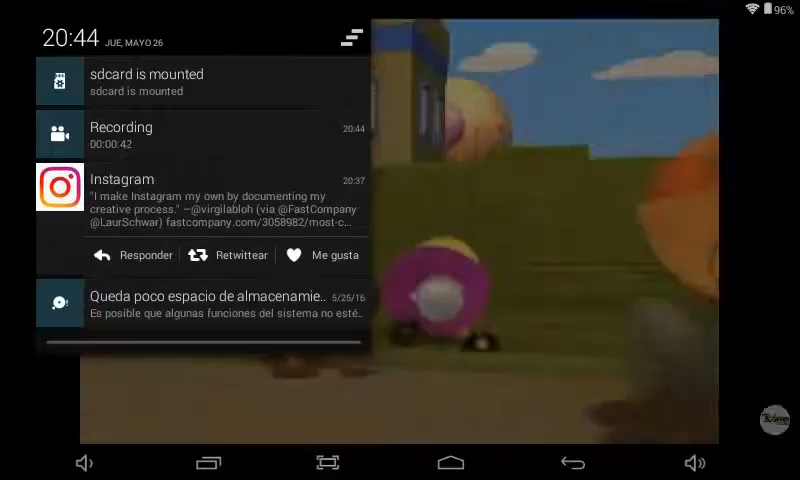 96%
20:44 JUE, MAYO 26
sdcard is mounted
sdcard is mounted
Recording 20:44
00:00:42
Instagram 20:37
"I make Instagram my own by documenting my
creative process." –@virgilabloh (via @FastCompany
@LaurSchwar) fastcompany.com/3058982/most-c...
Responder Retwittear Me gusta
Queda poco espacio de almacenamie.. 5/25/16
Es posible que algunas funciones del sistema no esté..